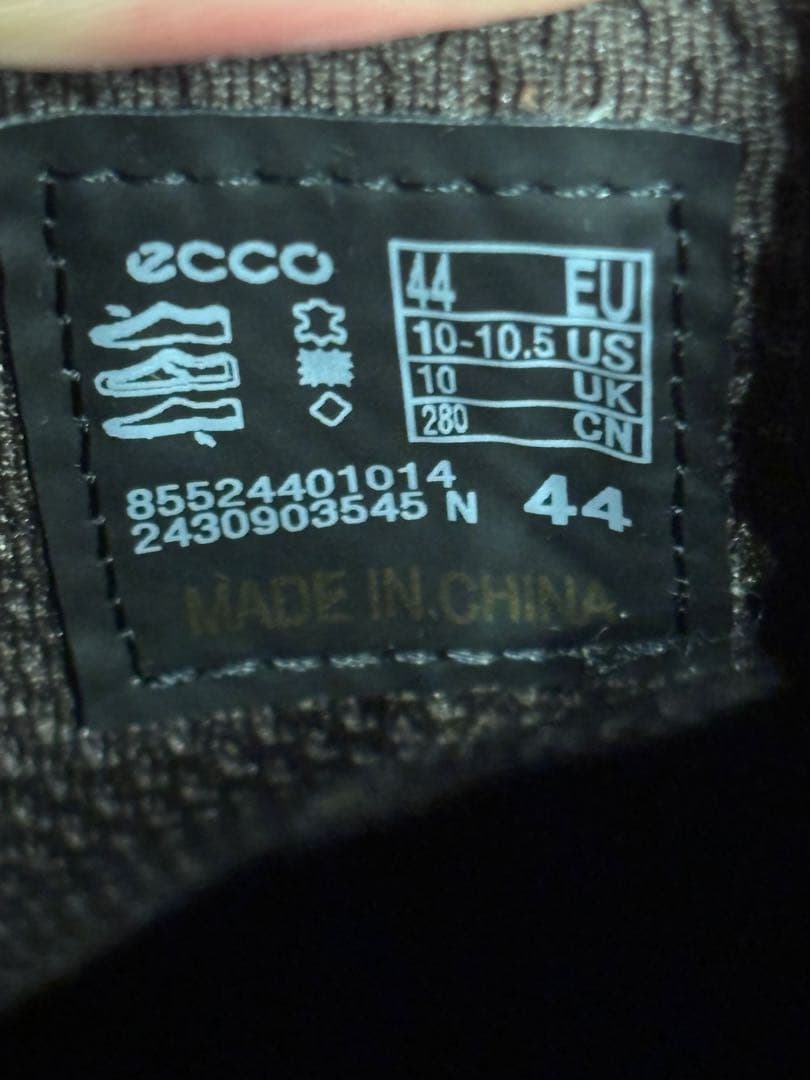 ecco
44 EU
10-10.5 US
10 UK
280 CN
85524401014
2430903545 N 44
MADE IN CHINA